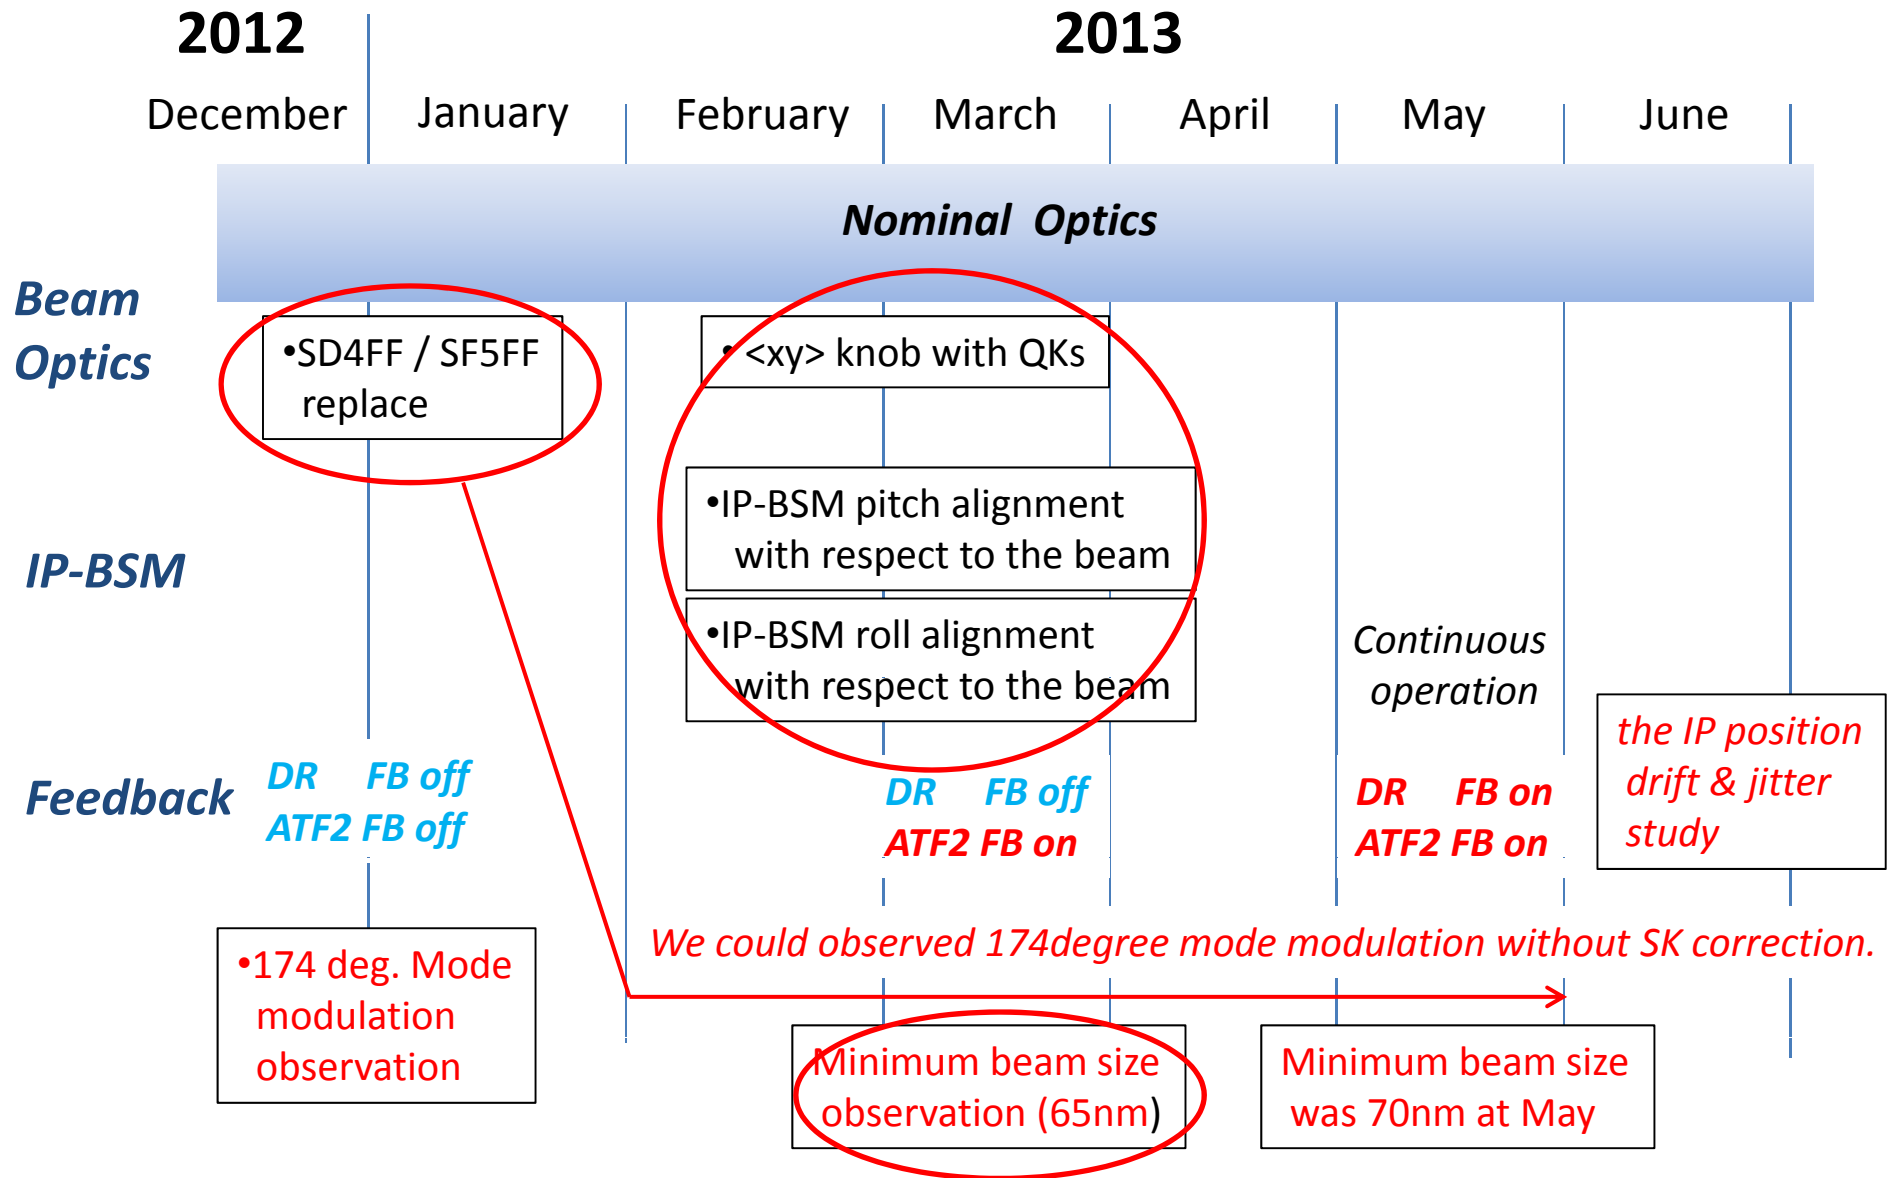 2012
2013
December
January
February
March
April
May
June
Nominal Optics
Beam
Optics
•SD4FF / SF5FF
replace
• <xy> knob with QKs
IP-BSM
•IP-BSM pitch alignment
with respect to the beam
•IP-BSM roll alignment
with respect to the beam
Continuous
operation
the IP position
drift & jitter
study
Feedback
DR FB off
ATF2 FB off
DR FB off
ATF2 FB on
DR FB on
ATF2 FB on
We could observed 174degree mode modulation without SK correction.
•174 deg. Mode
modulation
observation
Minimum beam size
observation (65nm)
Minimum beam size
was 70nm at May